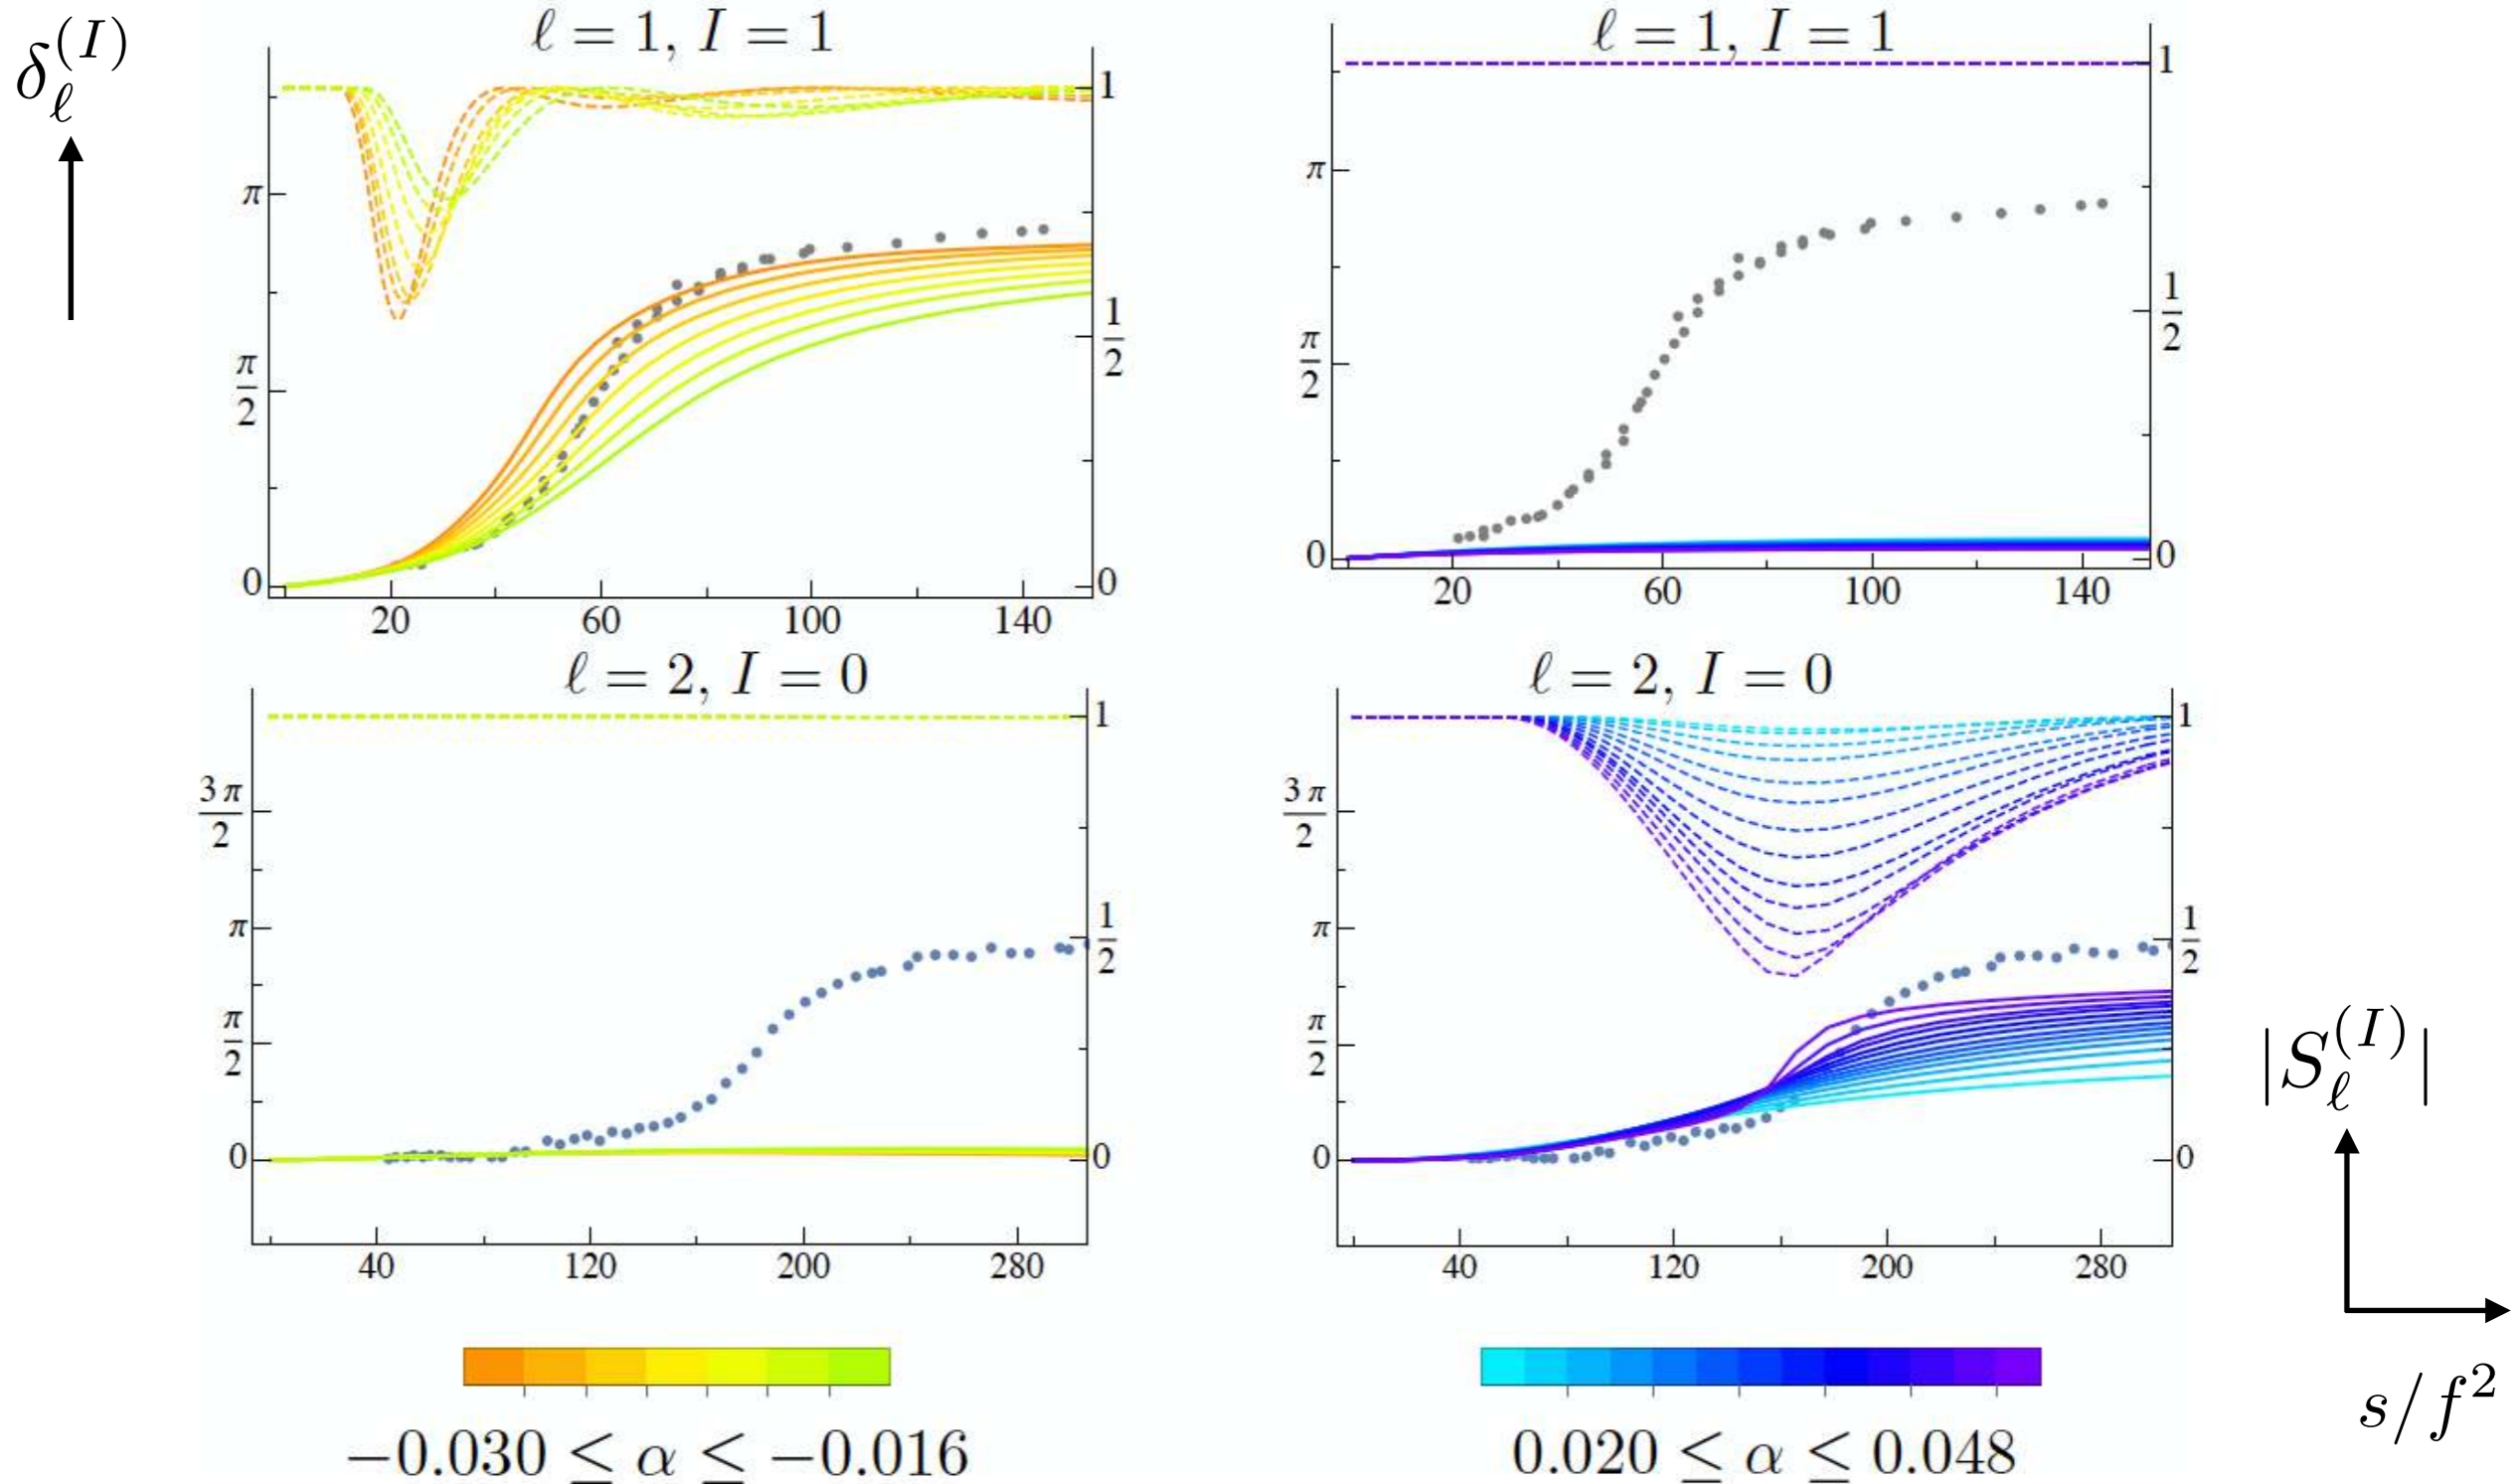 δ_ℓ^(I)
ℓ = 1, I = 1
π
π/2
0
1
1/2
0
20 60 100 140
ℓ = 1, I = 1
π
π/2
0
1
1/2
0
20 60 100 140
ℓ = 2, I = 0
3π/2
π
π/2
0
1
1/2
0
40 120 200 280
ℓ = 2, I = 0
3π/2
π
π/2
0
1
1/2
0
40 120 200 280
|S_ℓ^(I)|
s/f²
−0.030 ≤ α ≤ −0.016
0.020 ≤ α ≤ 0.048